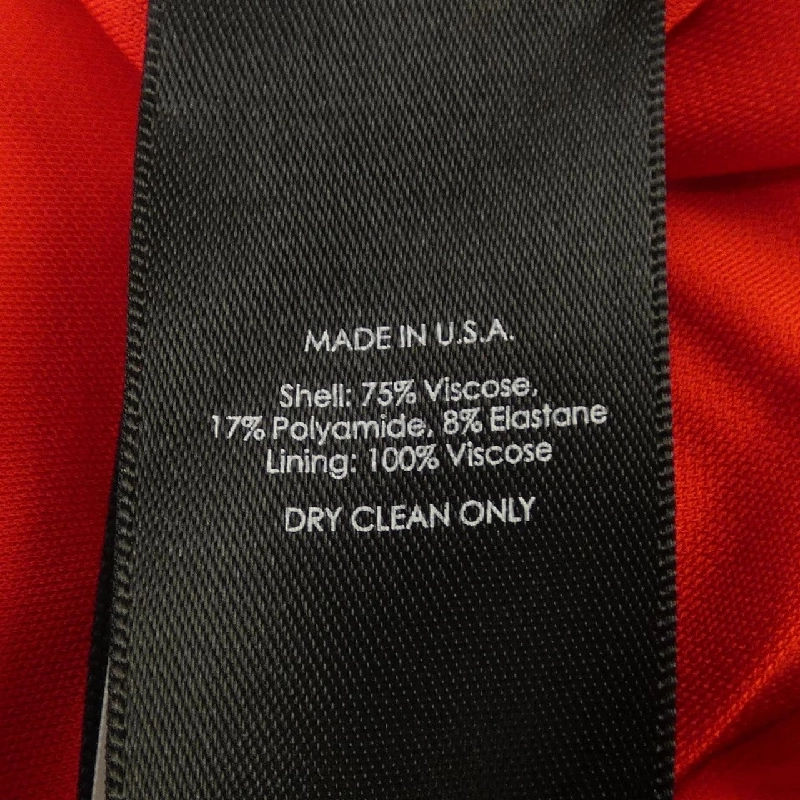 MADE IN U.S.A.
Shell: 75% Viscose,
17% Polyamide, 8% Elastane
Lining: 100% Viscose
DRY CLEAN ONLY